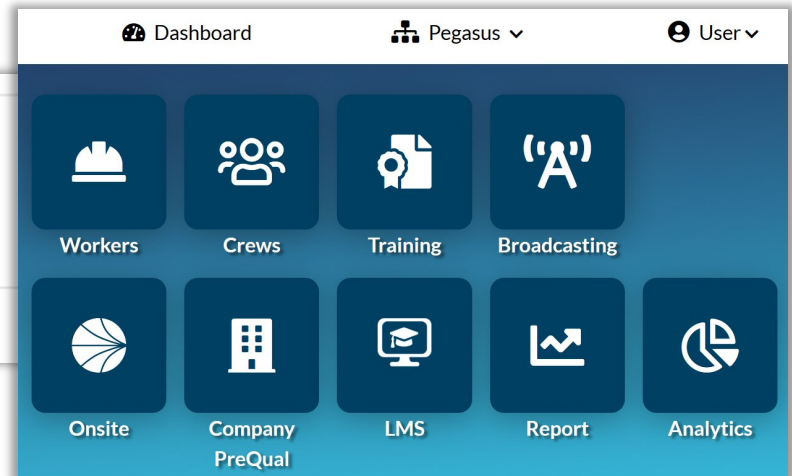 Dashboard Pegasus User
Workers Crews Training Broadcasting
Onsite Company PreQual LMS Report Analytics